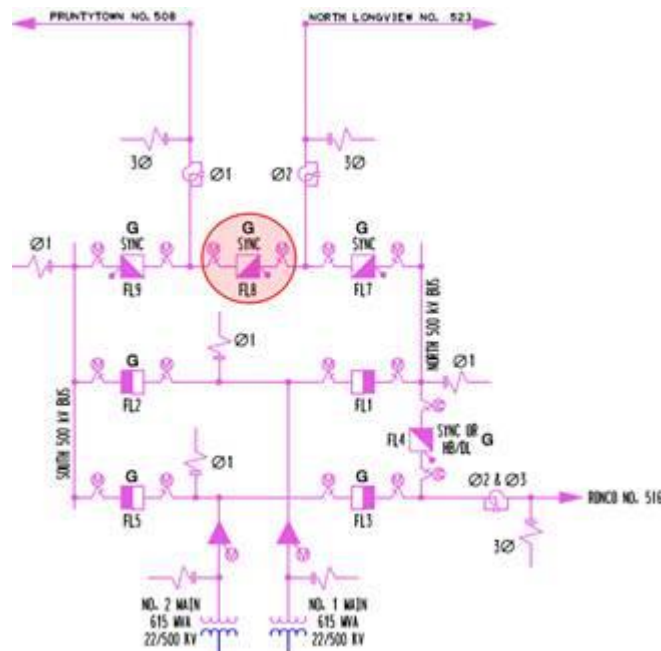 PRUNTYTOWN NO. 508
NORTH LONGVIEW NO. 523
3Ø
Ø1
Ø2
3Ø
Ø1
G
SYNC
FL9
G
SYNC
FL8
G
SYNC
FL7
NORTH 500 KV BUS
SOUTH 500 KV BUS
G
FL2
Ø1
FL1
Ø1
FL4
SYNC OR
HB/DL
G
G
FL5
Ø1
G
FL3
Ø2 & Ø3
RONCO NO. 516
3Ø
NO. 2 MAIN
615 MVA
22/500 KV
NO. 1 MAIN
615 MVA
22/500 KV